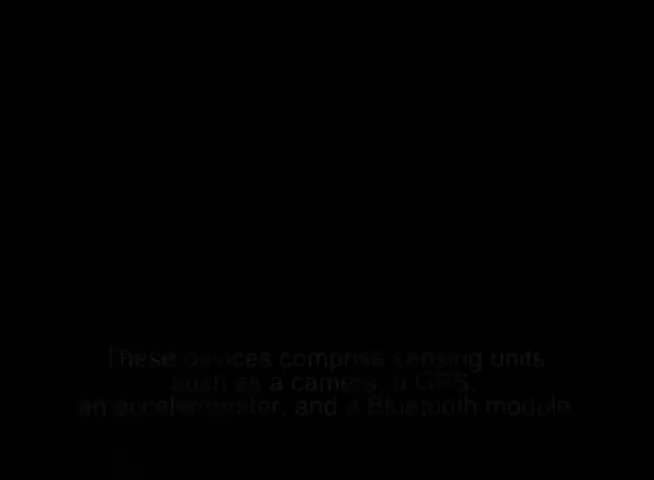 These devices comprise sensing units
such as a camera, a GPS,
an accelerometer, and a Bluetooth module